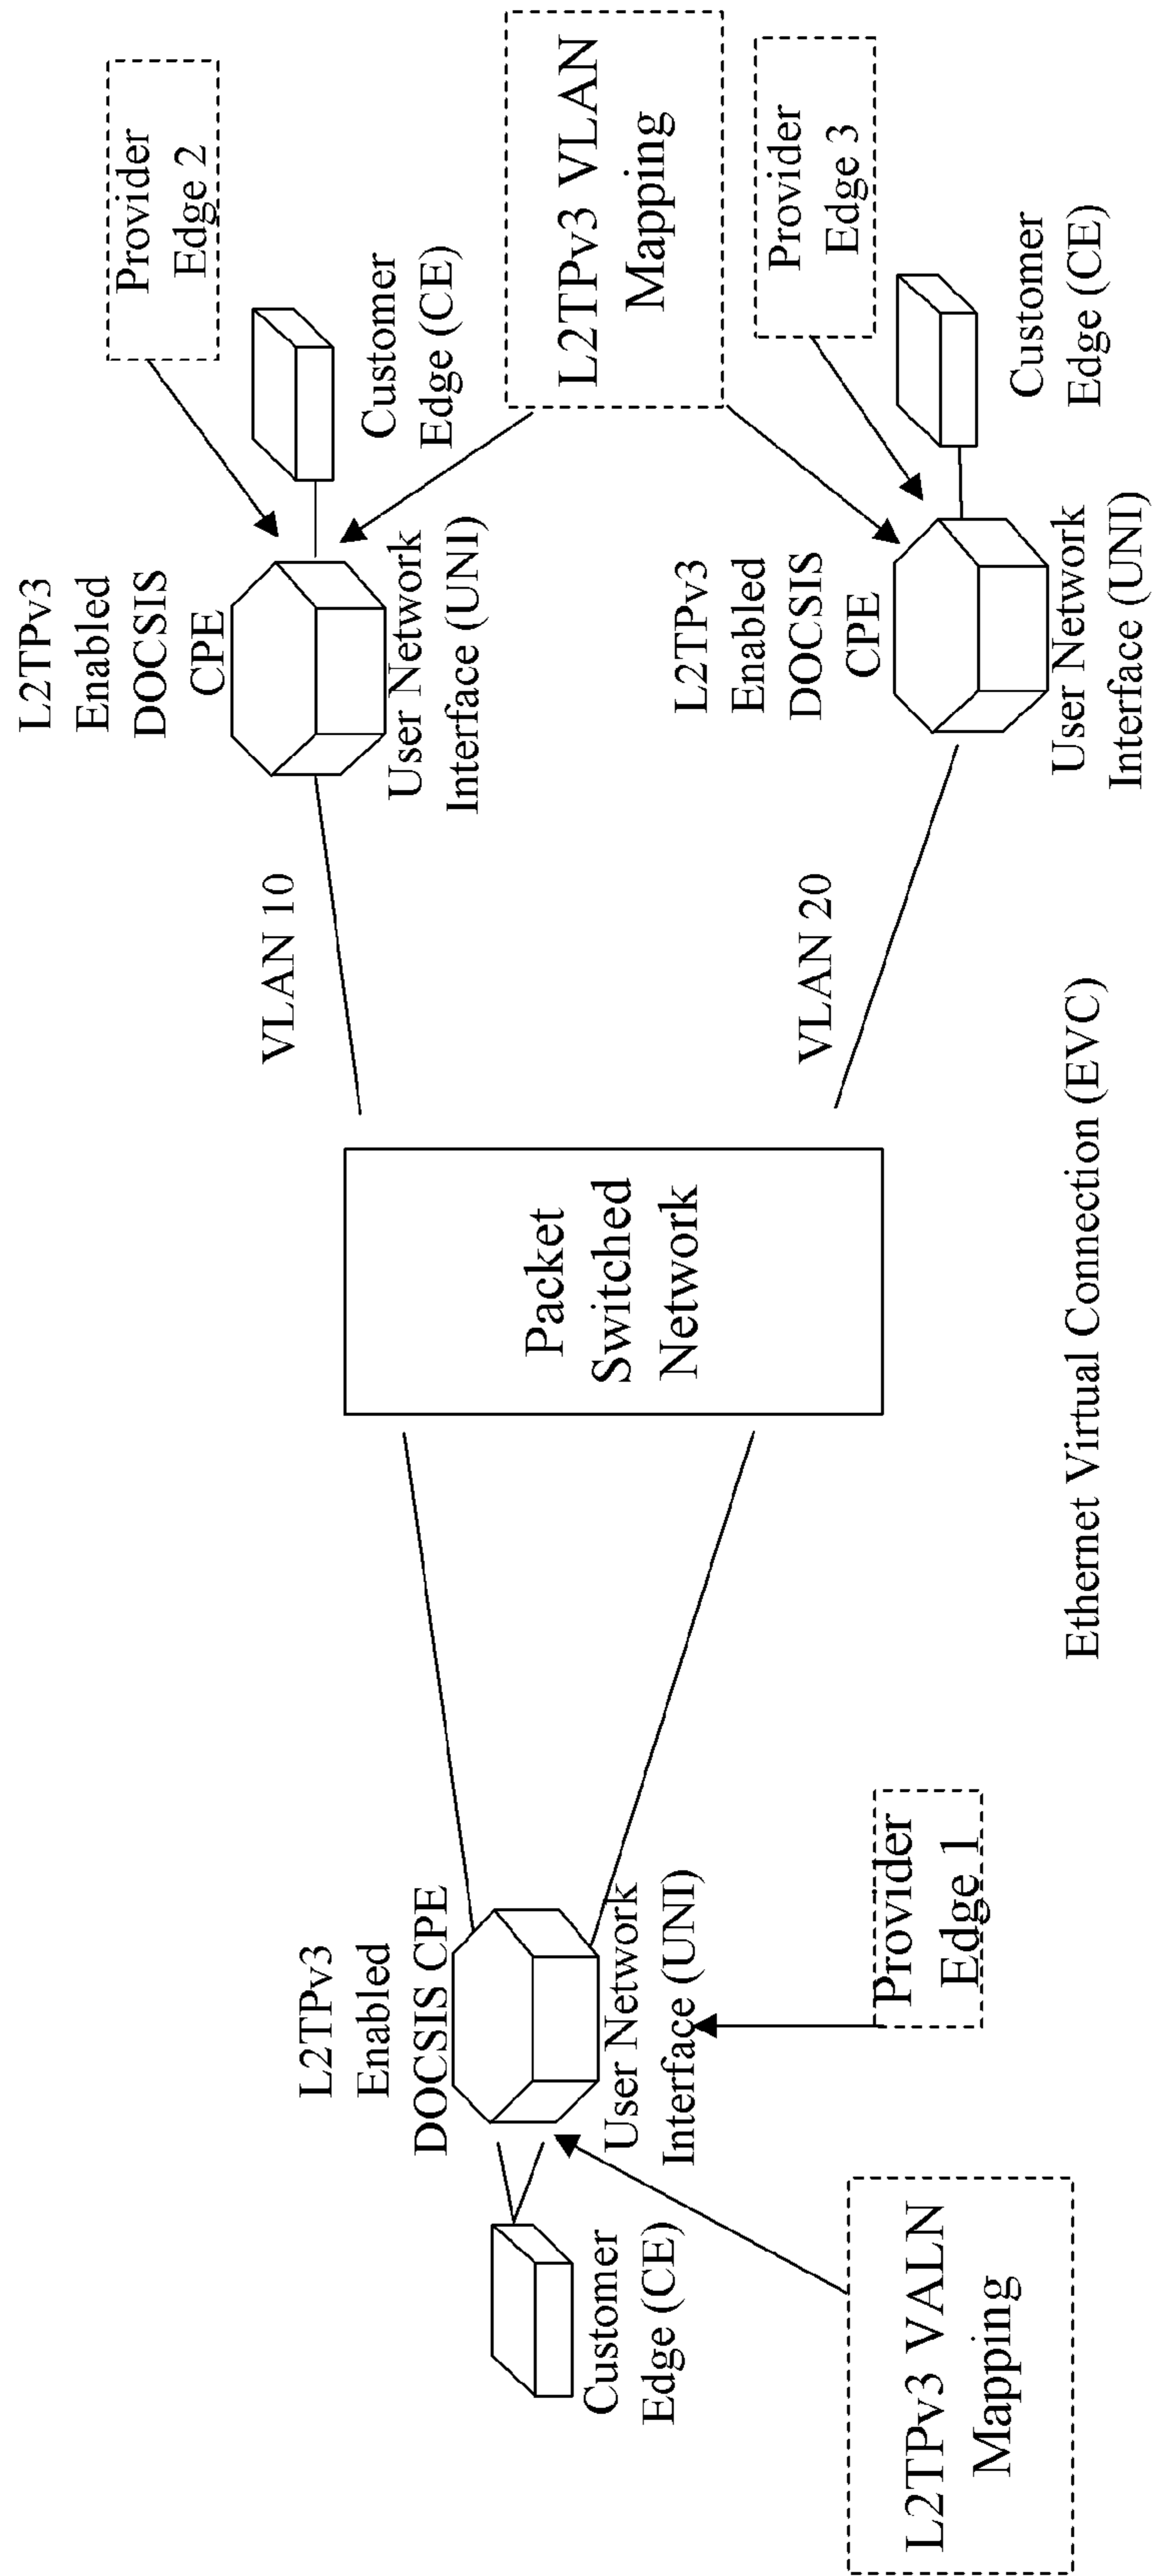 L2TPv3
Enabled
DOCSIS CPE
User Network
Interface (UNI)
Customer
Edge (CE)
L2TPv3 VALN
Mapping
Provider
Edge 1
Packet
Switched
Network
Ethernet Virtual Connection (EVC)
VLAN 10
VLAN 20
L2TPv3
Enabled
DOCSIS
CPE
User Network
Interface (UNI)
Provider
Edge 2
Customer
Edge (CE)
L2TPv3 VLAN
Mapping
L2TPv3
Enabled
DOCSIS
CPE
User Network
Interface (UNI)
Provider
Edge 3
Customer
Edge (CE)